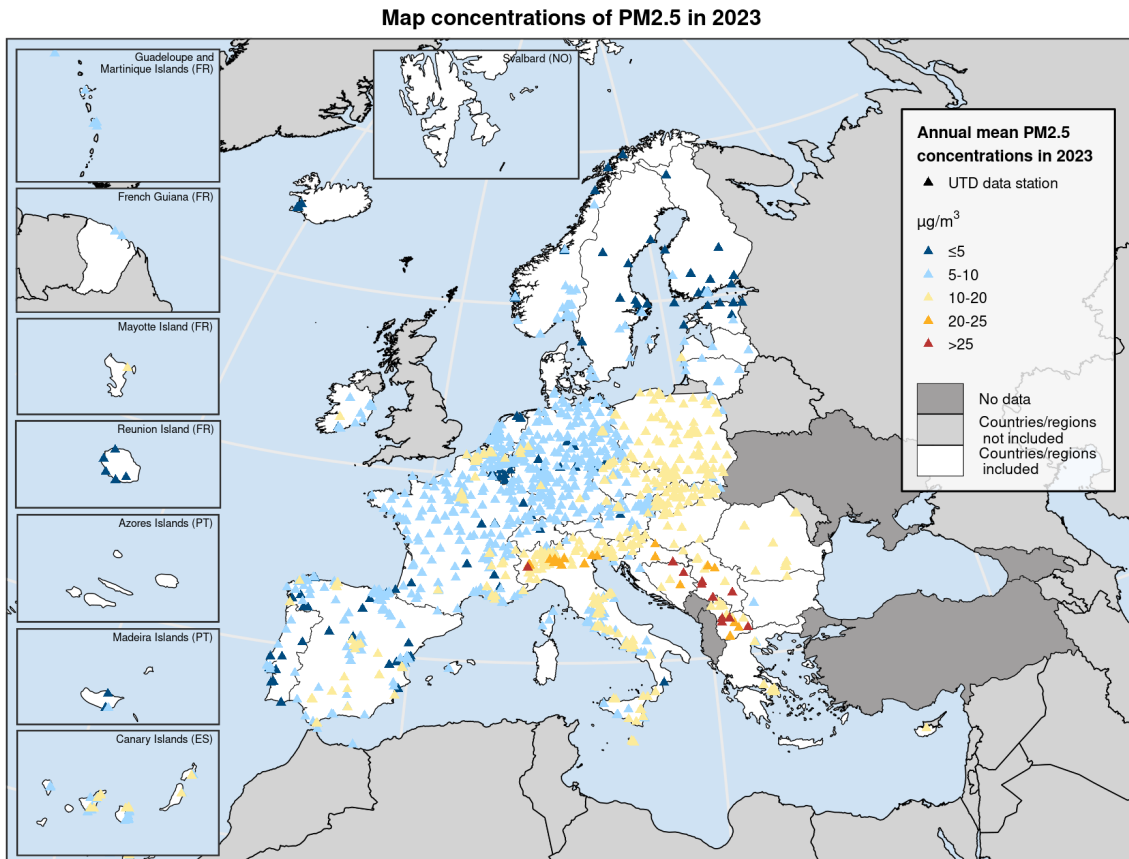 Map concentrations of PM2.5 in 2023
Guadeloupe and
Martinique Islands (FR)
Svalbard (NO)
French Guiana (FR)
Mayotte Island (FR)
Reunion Island (FR)
Azores Islands (PT)
Madeira Islands (PT)
Canary Islands (ES)
Annual mean PM2.5
concentrations in 2023
UTD data station
µg/m³
≤5
5-10
10-20
20-25
>25
No data
Countries/regions
not included
Countries/regions
included